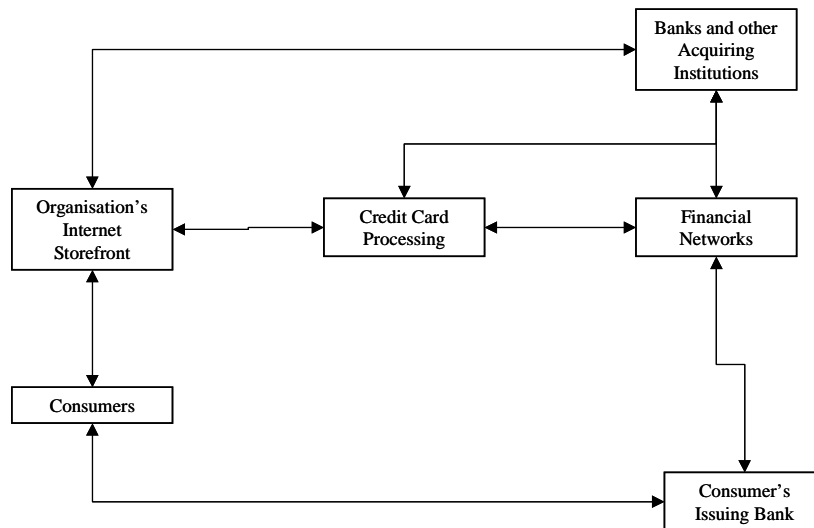 Banks and other
Acquiring
Institutions
Organisation's
Internet
Storefront
Credit Card
Processing
Financial
Networks
Consumers
Consumer's
Issuing Bank